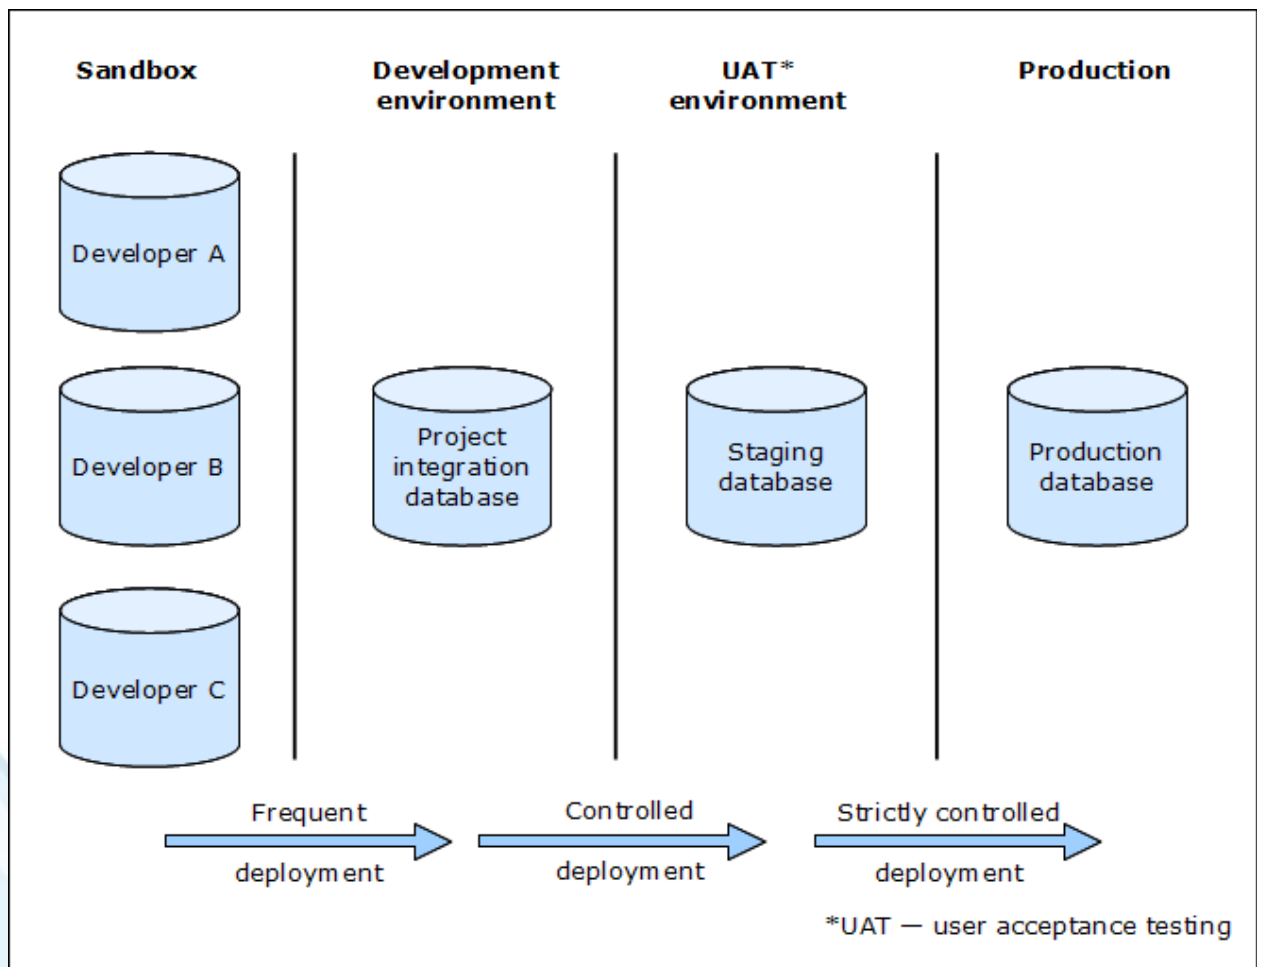 Sandbox
Development
environment
UAT*
environment
Production
Developer A
Developer B
Developer C
Project
integration
database
Staging
database
Production
database
Frequent
deployment
Controlled
deployment
Strictly controlled
deployment
*UAT — user acceptance testing